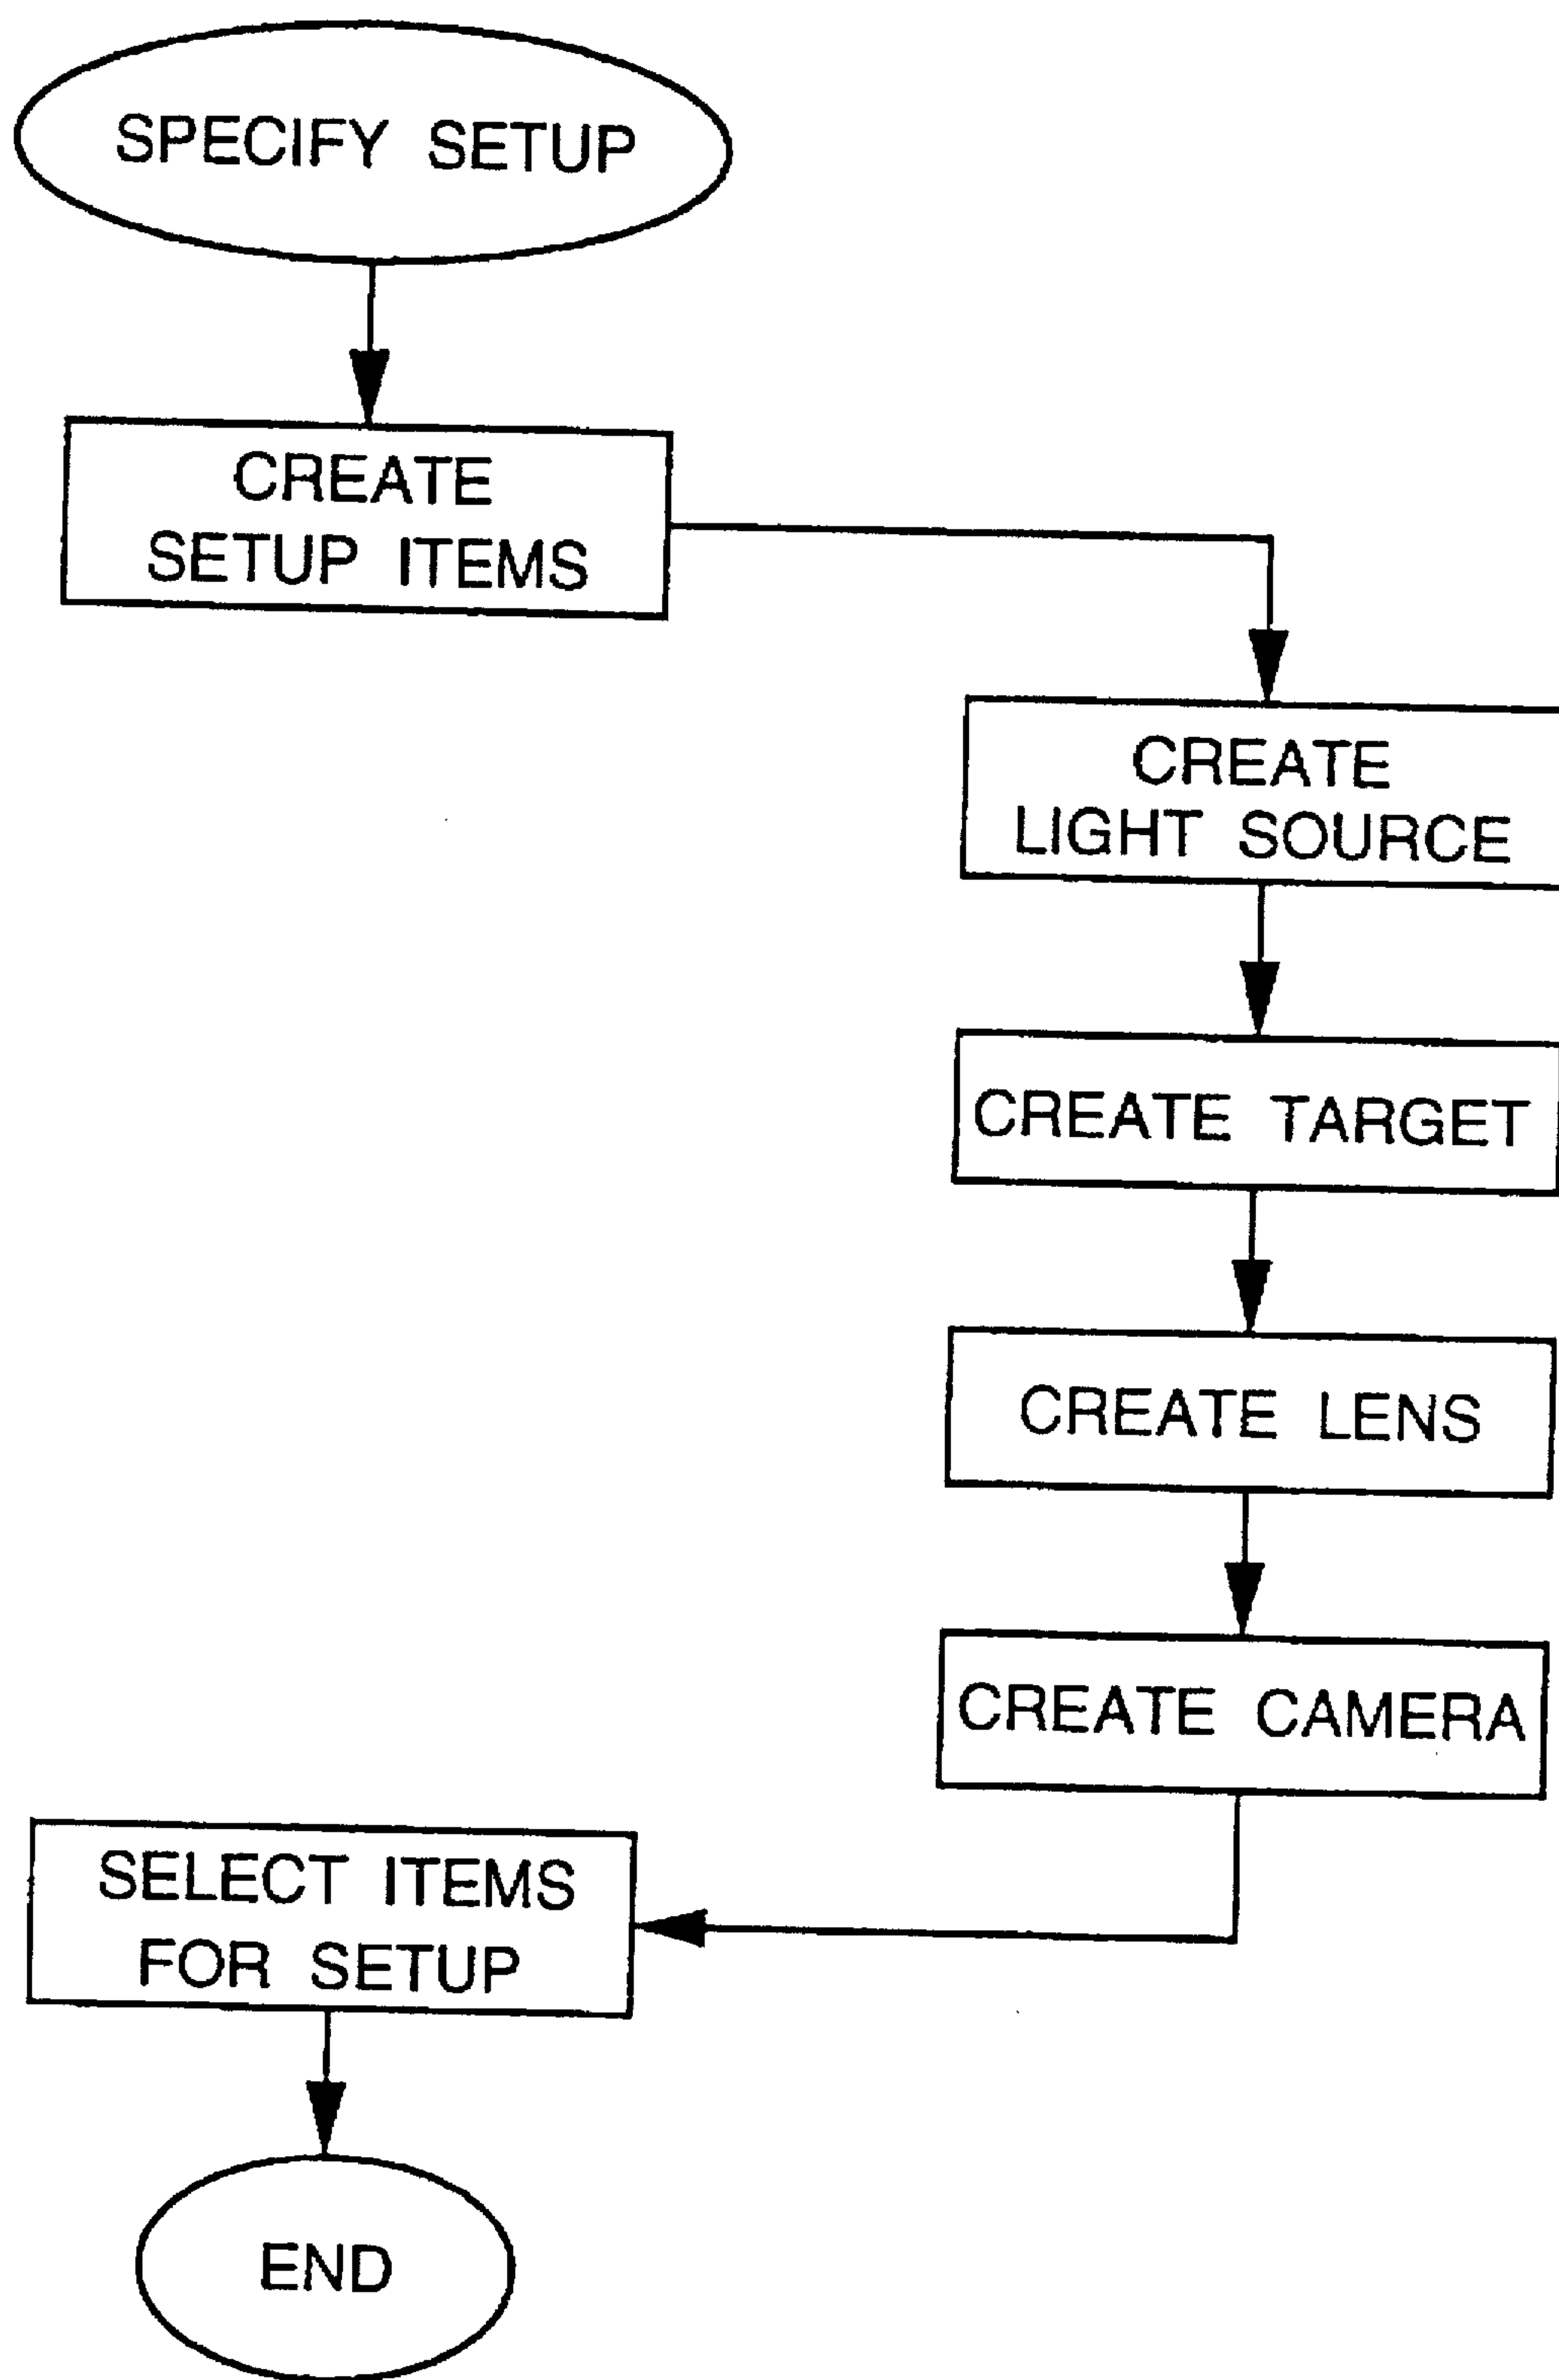 SPECIFY SETUP
CREATE
SETUP ITEMS
CREATE
LIGHT SOURCE
CREATE TARGET
CREATE LENS
CREATE CAMERA
SELECT ITEMS
FOR SETUP
END